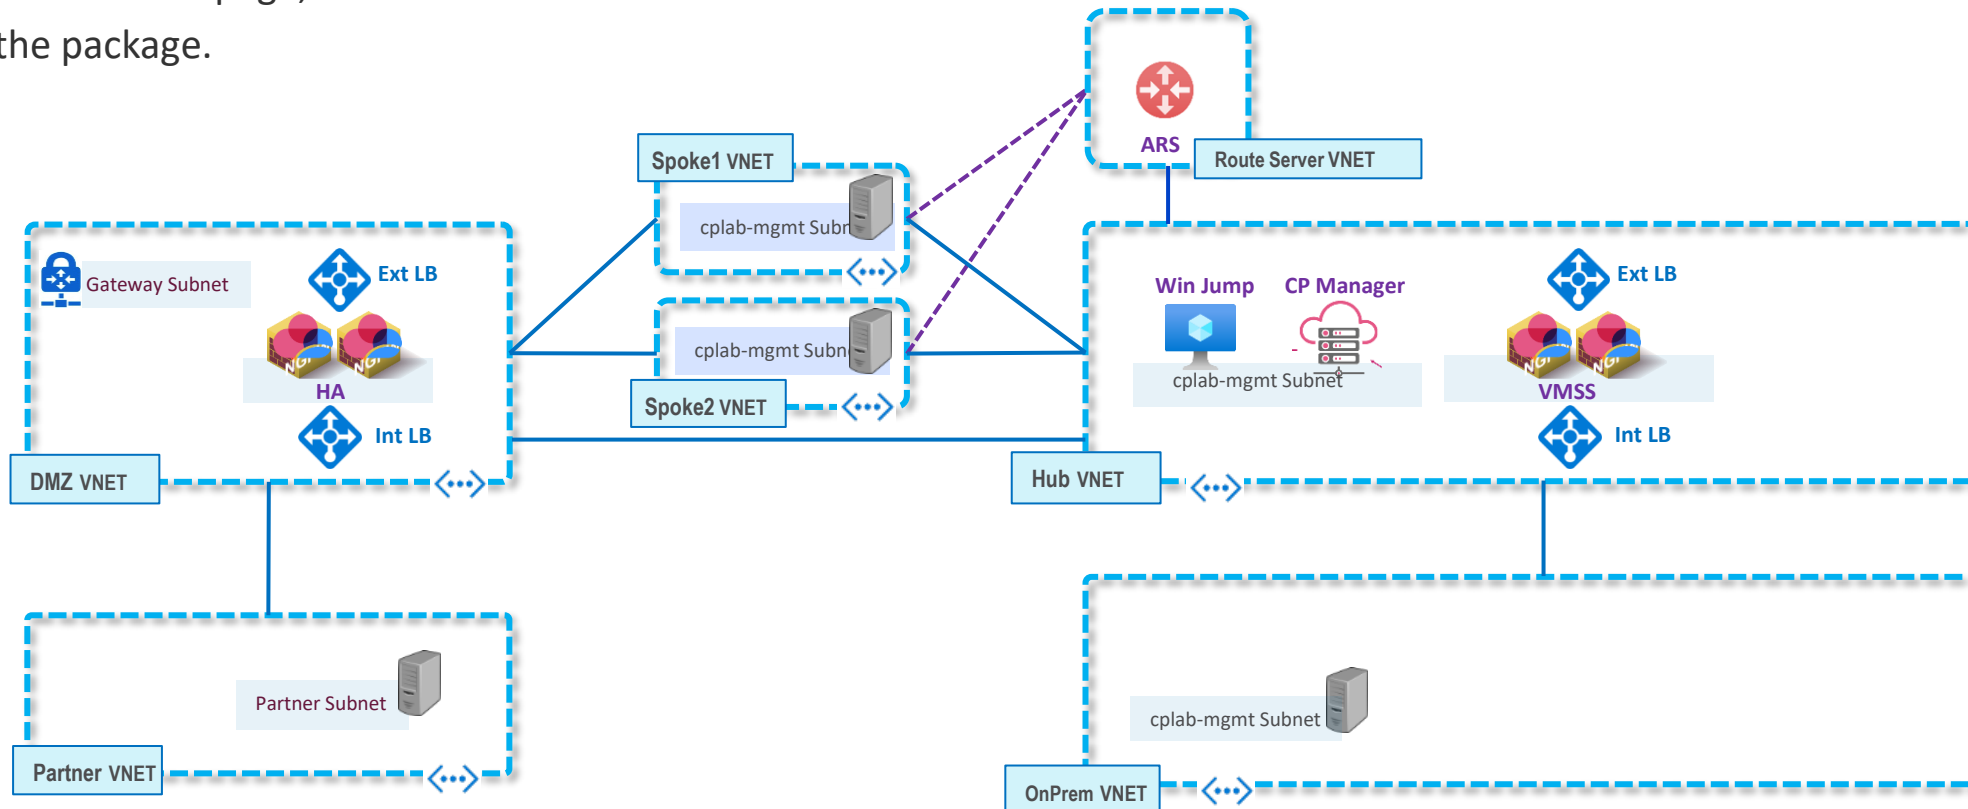 the package.
ARS
Route Server VNET
Spoke1 VNET
cplab-mgmt
Gateway Subnet
Ext LB
HA
Int LB
DMZ VNET
cplab-mgmt
Spoke2 VNET
Win Jump
CP Manager
cplab-mgmt Subnet
Ext LB
VMSS
Int LB
Hub VNET
Partner Subnet
Partner VNET
cplab-mgmt Subnet
OnPrem VNET